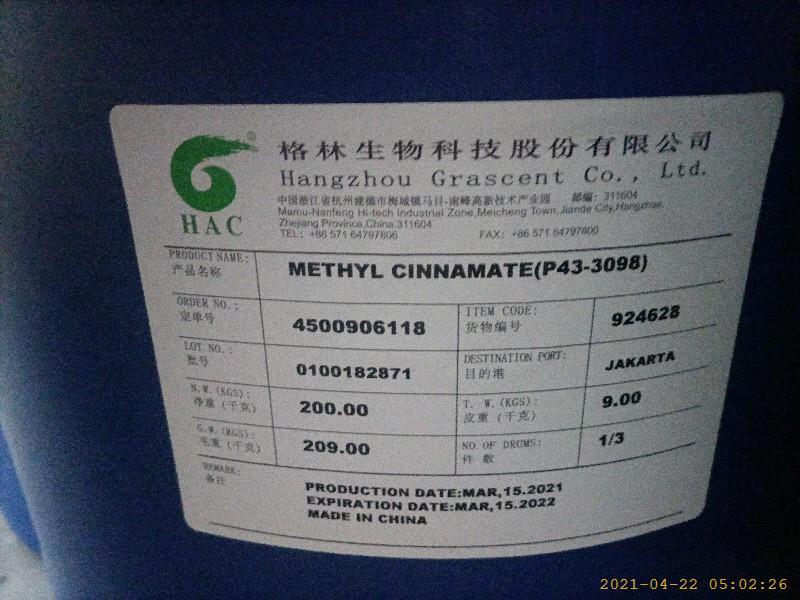 格林生物科技股份有限公司
Hangzhou Grascent Co., Ltd.
®
HAC
中国浙江省杭州建德市梅城镇马目-南峰高新技术产业园 邮编: 311604
Mamu-Nanfeng Hi-tech Industrial Zone,Meicheng Town,Jiande City,Hangzhou,
Zhejiang Province,China 311604
TEL: +86 571 64797806 FAX: +86 571 64797800
PRODUCT NAME:
产品名称
METHYL CINNAMATE(P43-3098)
ORDER NO.:
定单号
4500906118
ITEM CODE:
货物编号
924628
LOT NO.:
批号
0100182871
DESTINATION PORT:
目的港
JAKARTA
N.W.(KGS):
净重 (千克)
200.00
T. W.(KGS):
皮重 (千克)
9.00
G.W.(KGS):
毛重 (千克)
209.00
NO.OF DRUMS:
件 数
1/3
REMARK:
备注
PRODUCTION DATE:MAR,15.2021
EXPIRATION DATE:MAR,15.2022
MADE IN CHINA
2021-04-22 05:02:26